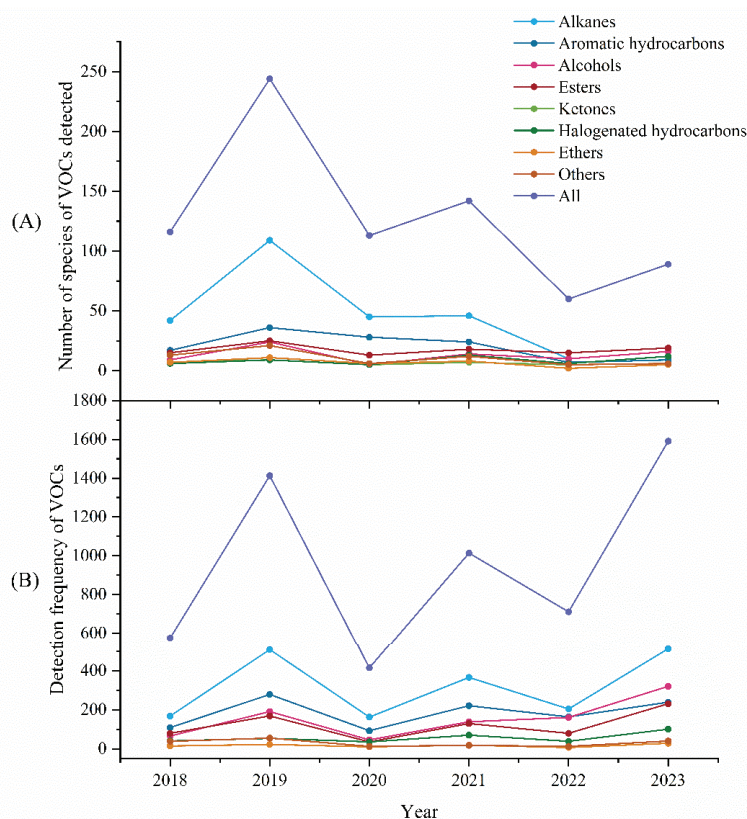 Alkanes
Aromatic hydrocarbons
Alcohols
Esters
Ketones
Halogenated hydrocarbons
Ethers
Others
All
(A)
Number of species of VOCs detected
250
200
150
100
50
0
(B)
Detection frequency of VOCs
1800
1600
1400
1200
1000
800
600
400
200
0
2018 2019 2020 2021 2022 2023
Year